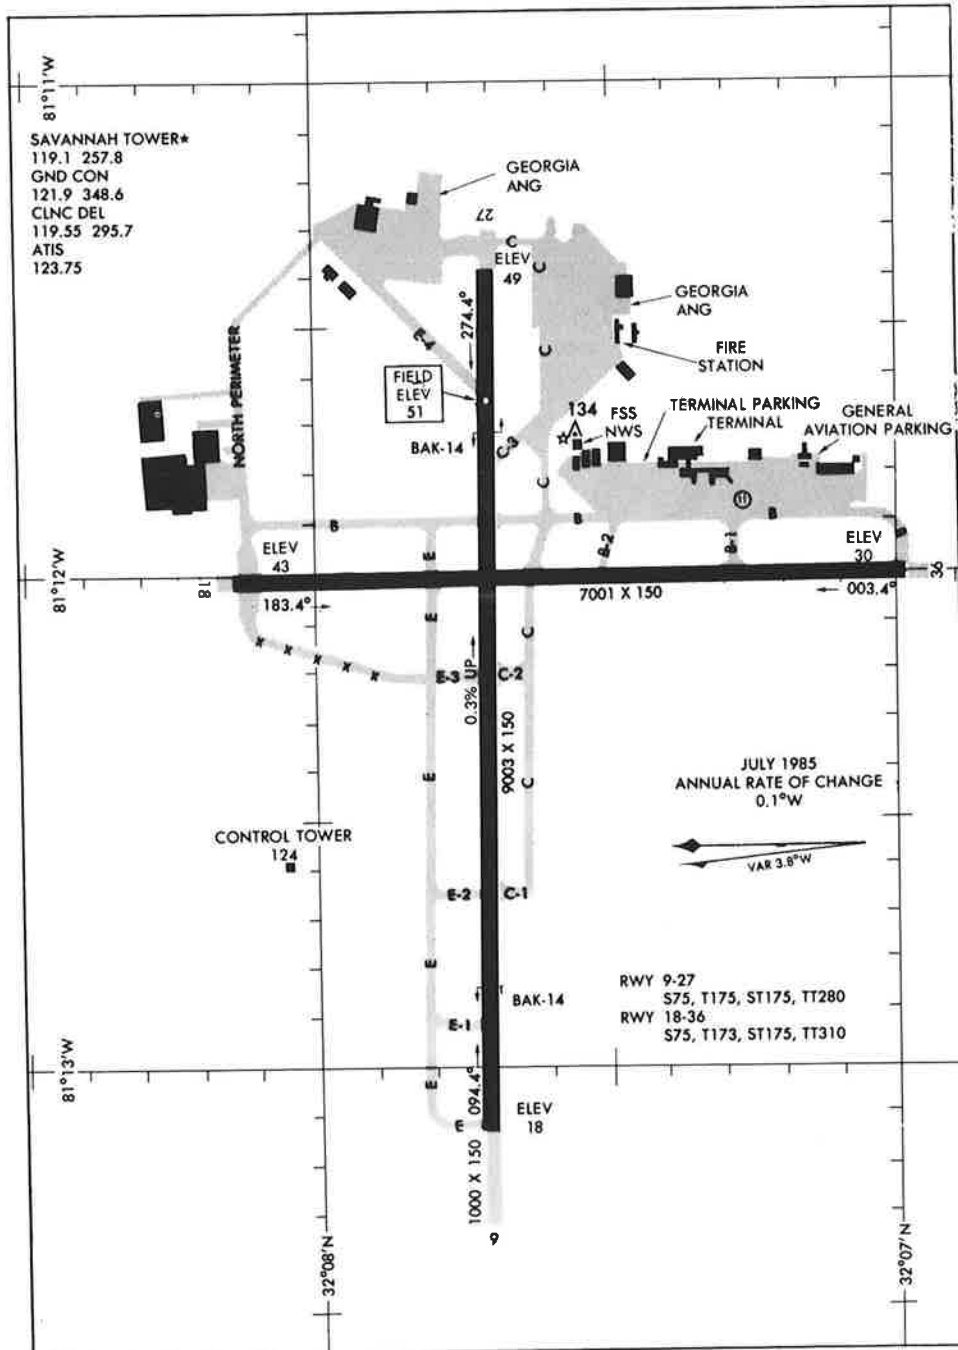 81°11'W
SAVANNAH TOWER★
119.1 257.8
GND CON
121.9 348.6
CLNC DEL
119.55 295.7
ATIS
123.75
GEORGIA
ANG
27
C
ELEV
49
C
274.4°
GEORGIA
ANG
E-4
NORTH PERIMETER
C
FIRE
STATION
FIELD
ELEV
51
134
FSS
NWS
TERMINAL PARKING
TERMINAL
GENERAL
AVIATION PARKING
BAK-14
C-3
C
B
B
B
B
E
B-2
B-1
ELEV
43
ELEV
30
81°12'W
18
36
183.4°
7001 X 150
003.4°
E
C
X X X X X
E-3
C-2
0.3% UP
9003 X 150
E
C
JULY 1985
ANNUAL RATE OF CHANGE
0.1°W
VAR 3.8°W
CONTROL TOWER
124
E-2
C-1
E
BAK-14
RWY 9-27
S75, T175, ST175, TT280
RWY 18-36
S75, T173, ST175, TT310
E-1
81°13'W
E
094.4°
ELEV
18
E
1000 X 150
9
32°08'N
32°07'N